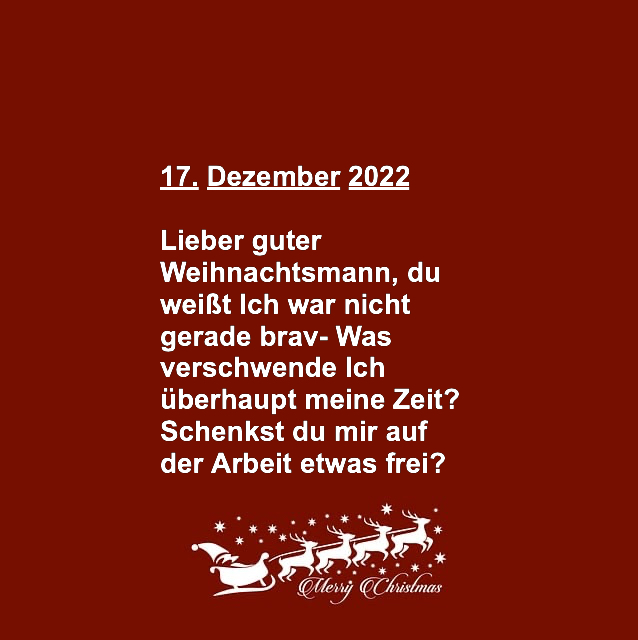 17. Dezember 2022
Lieber guter
Weihnachtsmann, du
weißt Ich war nicht
gerade brav- Was
verschwende Ich
überhaupt meine Zeit?
Schenkst du mir auf
der Arbeit etwas frei?
Merry Christmas